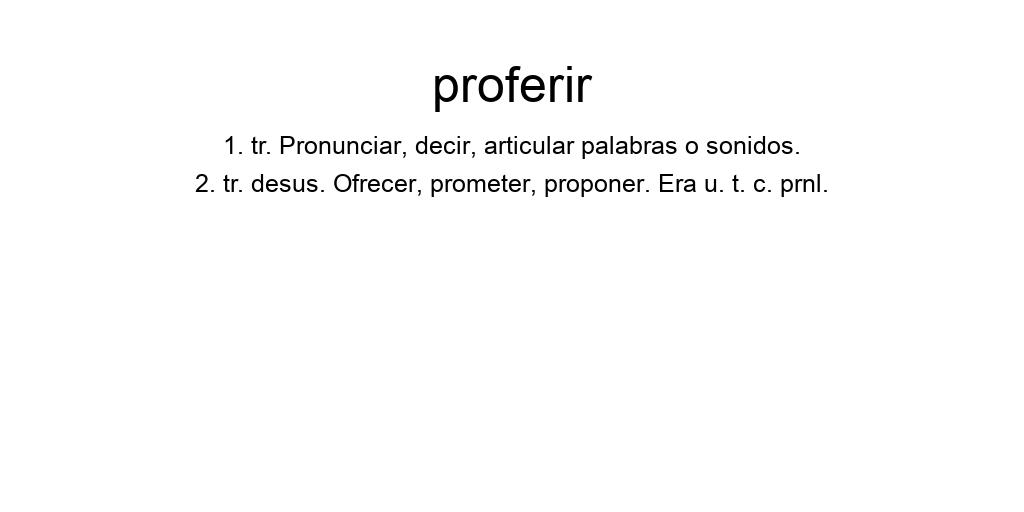 proferir
1. tr. Pronunciar, decir, articular palabras o sonidos.
2. tr. desus. Ofrecer, prometer, proponer. Era u. t. c. prnl.